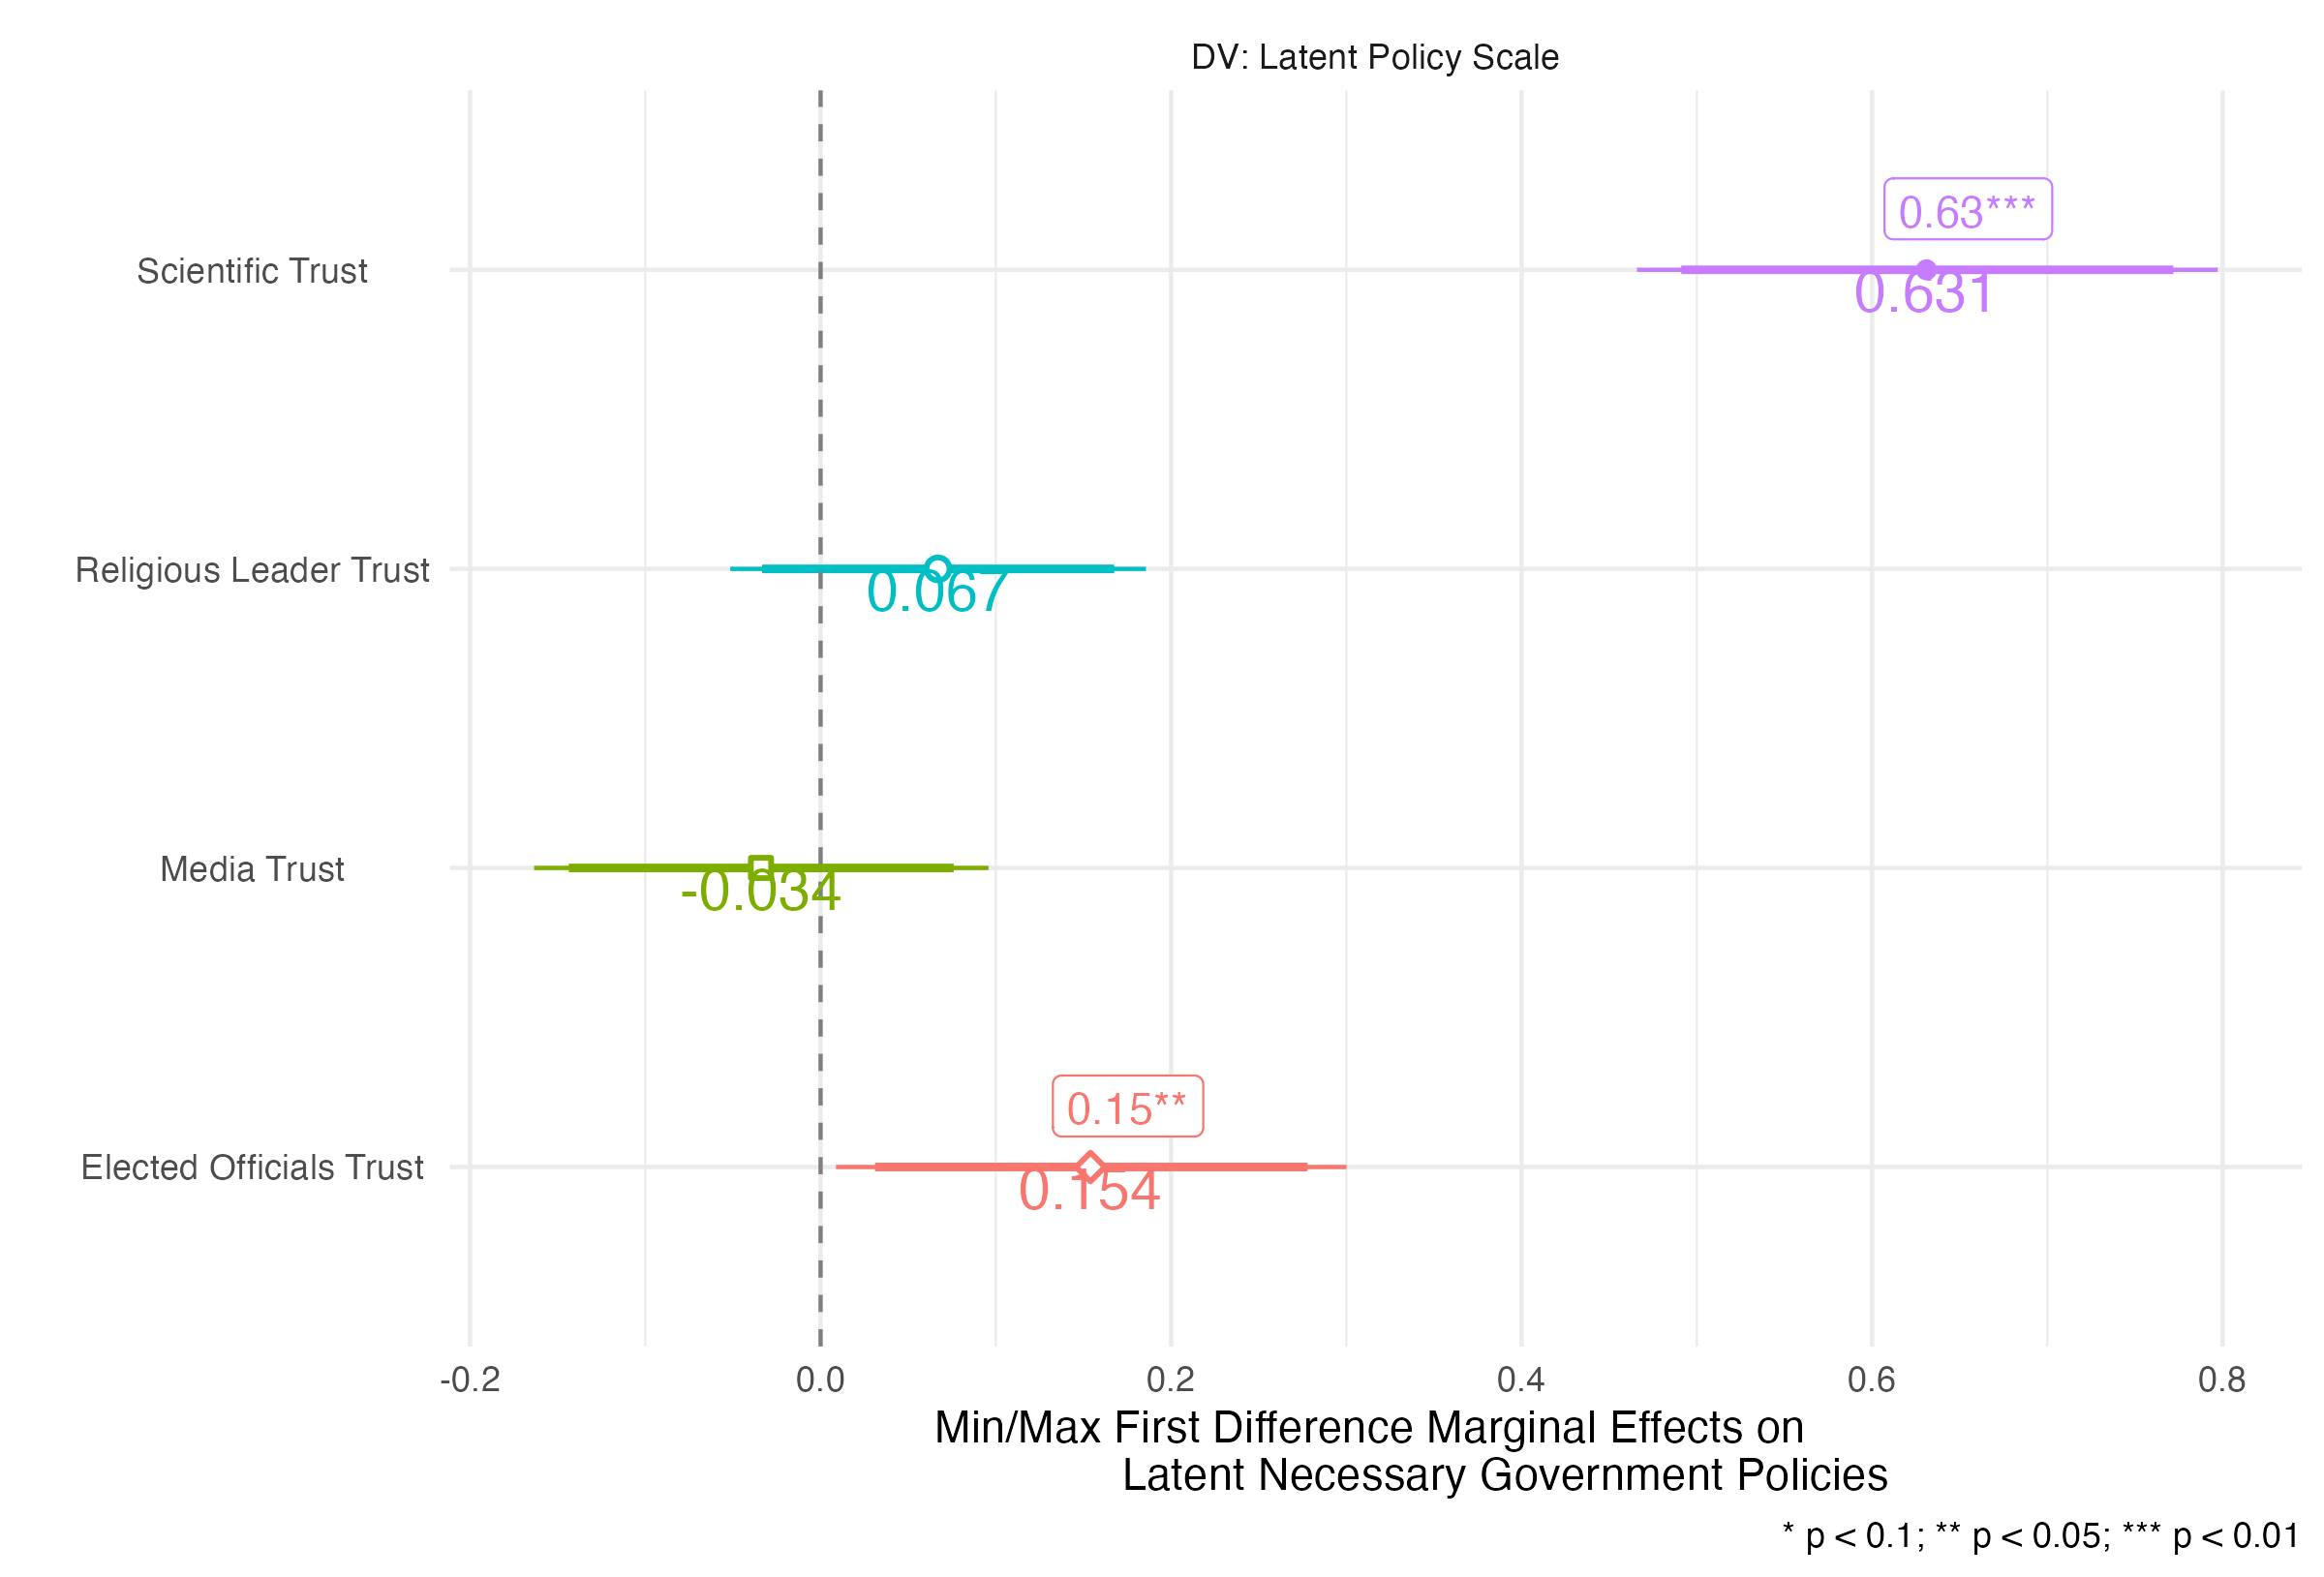 DV: Latent Policy Scale
0.63***
Scientific Trust
0.631
Religious Leader Trust
0.067
Media Trust
-0.034
0.15**
Elected Officials Trust
0.154
-0.2 0.0 0.2 0.4 0.6 0.8
Min/Max First Difference Marginal Effects on
Latent Necessary Government Policies
* p < 0.1; ** p < 0.05; *** p < 0.01